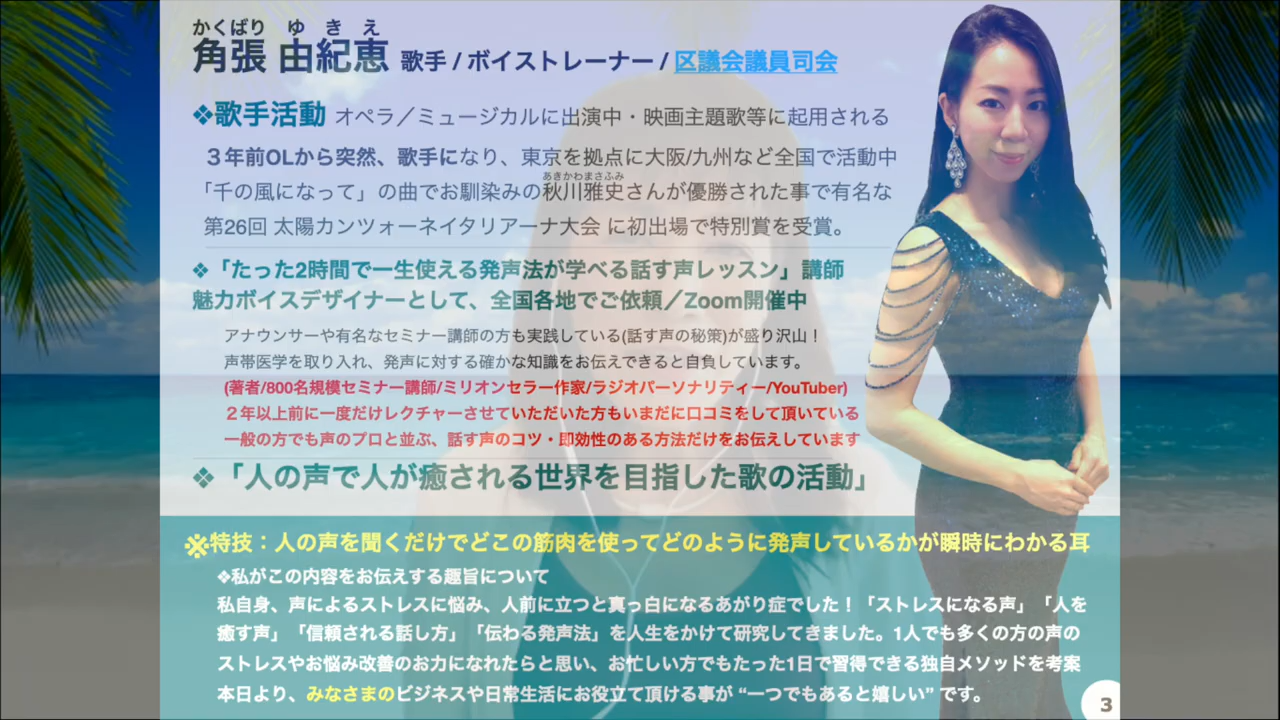 かくばり ゆ き え
角張 由紀恵 歌手 / ボイストレーナー / 区議会議員司会
❖歌手活動 オペラ／ミュージカルに出演中・映画主題歌等に起用される
３年前OLから突然、歌手になり、東京を拠点に大阪/九州など全国で活動中
あきかわまさふみ
「千の風になって」の曲でお馴染みの秋川雅史さんが優勝された事で有名な
第26回 太陽カンツォーネイタリアーナ大会 に初出場で特別賞を受賞。
❖「たった2時間で一生使える発声法が学べる話す声レッスン」講師
魅力ボイスデザイナーとして、全国各地でご依頼／Zoom開催中
アナウンサーや有名なセミナー講師の方も実践している(話す声の秘策)が盛り沢山！
声帯医学を取り入れ、発声に対する確かな知識をお伝えできると自負しています。
(著者/800名規模セミナー講師/ミリオンセラー作家/ラジオパーソナリティー/YouTuber)
２年以上前に一度だけレクチャーさせていただいた方もいまだに口コミをして頂いている
一般の方でも声のプロと並ぶ、話す声のコツ・即効性のある方法だけをお伝えしています
❖「人の声で人が癒される世界を目指した歌の活動」
※特技：人の声を聞くだけでどこの筋肉を使ってどのように発声しているかが瞬時にわかる耳
❖私がこの内容をお伝えする趣旨について
私自身、声によるストレスに悩み、人前に立つと真っ白になるあがり症でした！「ストレスになる声」「人を
癒す声」「信頼される話し方」「伝わる発声法」を人生をかけて研究してきました。1人でも多くの方の声の
ストレスやお悩み改善のお力になれたらと思い、お忙しい方でもたった1日で習得できる独自メソッドを考案
本日より、みなさまのビジネスや日常生活にお役立て頂ける事が “一つでもあると嬉しい” です。
3